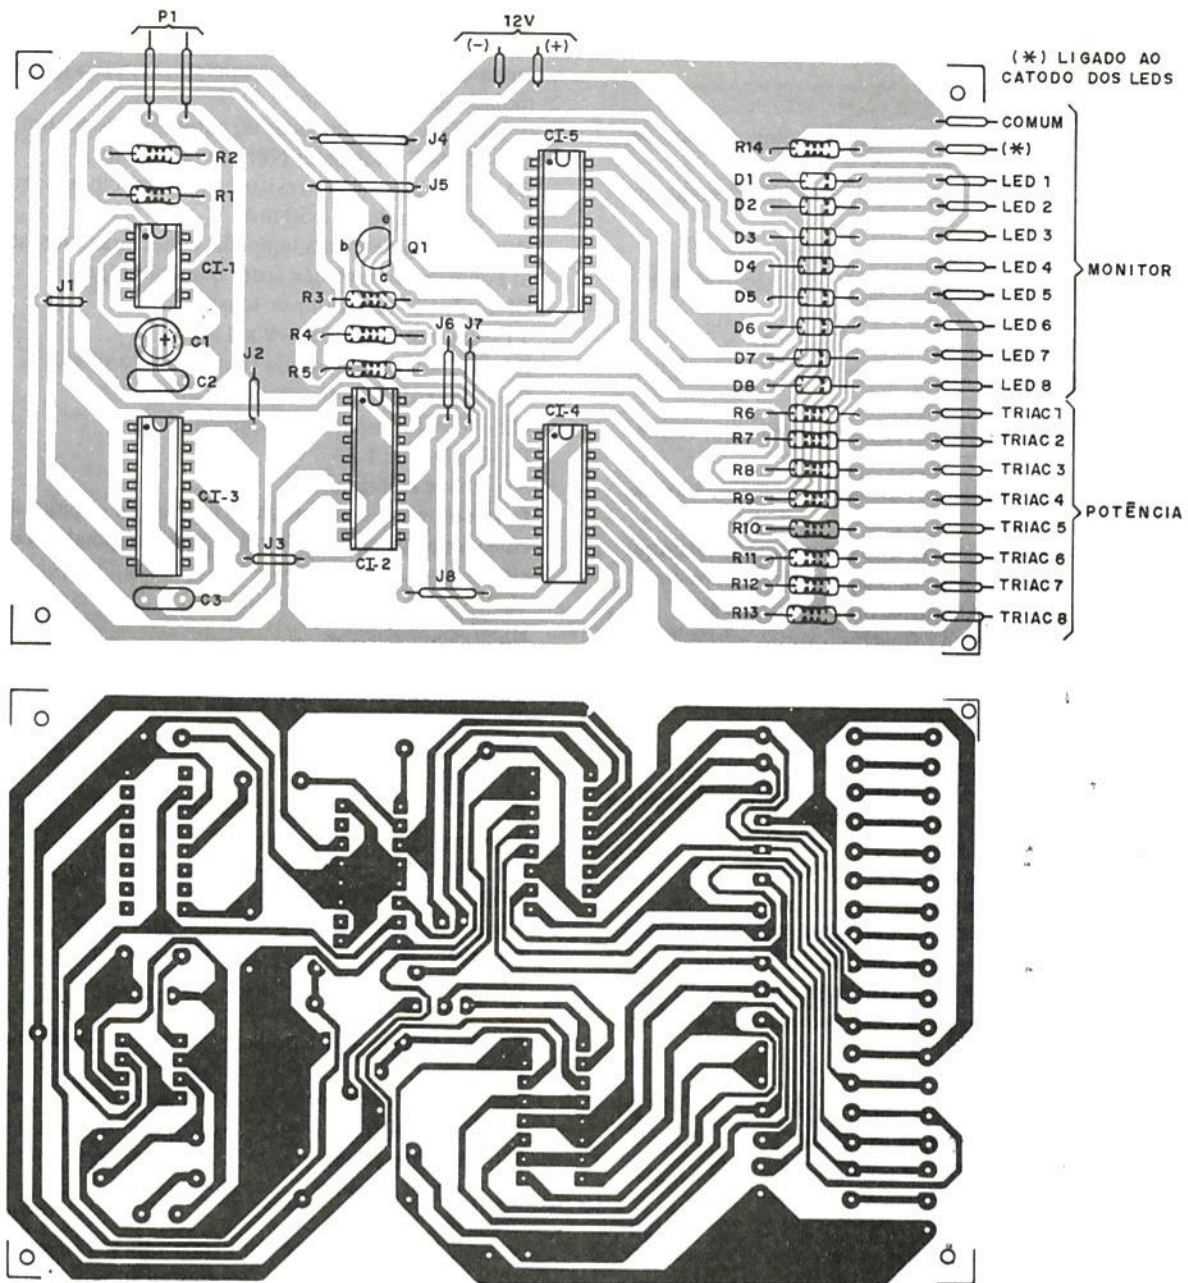 P1
12V
(-) (+)
(*) LIGADO AO
CATODO DOS LEDS
COMUM
(*)
LED 1
LED 2
LED 3
LED 4
LED 5
LED 6
LED 7
LED 8
MONITOR
TRIAC 1
TRIAC 2
TRIAC 3
TRIAC 4
TRIAC 5
TRIAC 6
TRIAC 7
TRIAC 8
POTÊNCIA
R14
D1
D2
D3
D4
D5
D6
D7
D8
R6
R7
R8
R9
R10
R11
R12
R13
R2
R1
CI-1
J1
C1
C2
J2
CI-3
J3
C3
J4
J5
e
b
c
Q1
R3
R4
R5
J6 J7
CI-2
J8
CI-5
CI-4